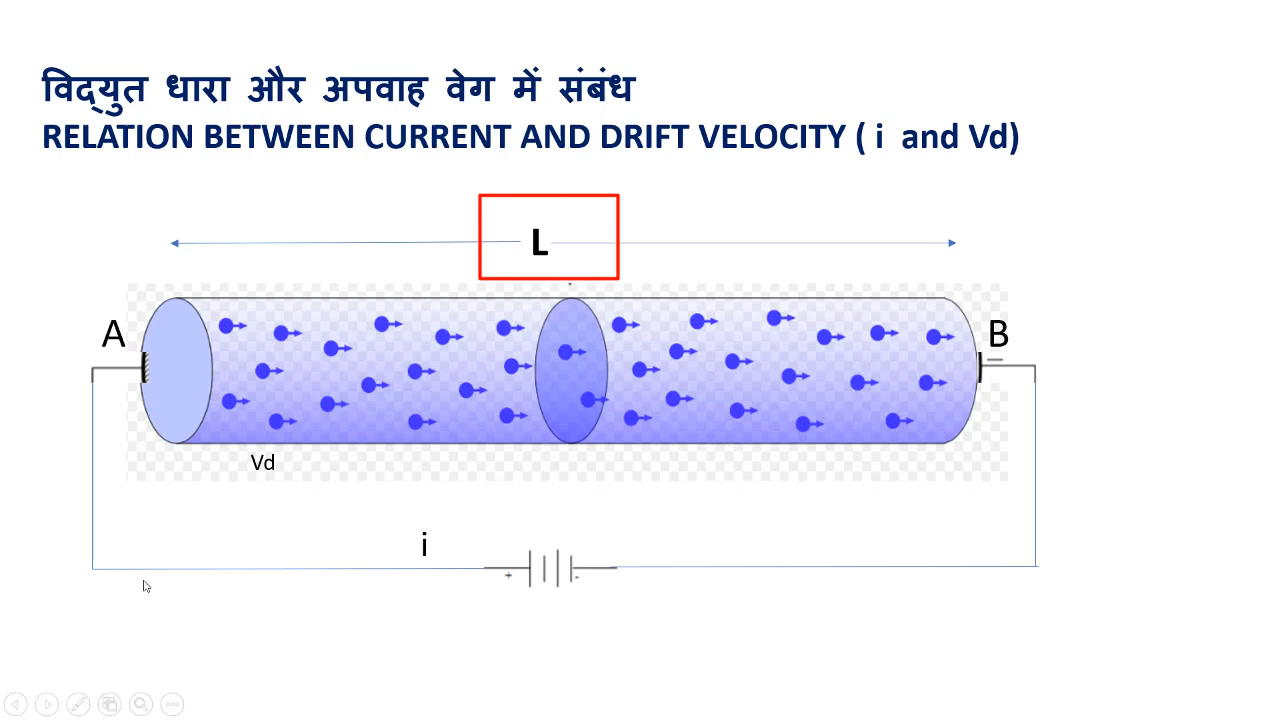 विद्युत धारा और अपवाह वेग में संबंध
RELATION BETWEEN CURRENT AND DRIFT VELOCITY ( i and Vd)
L
A
B
Vd
i
+ -